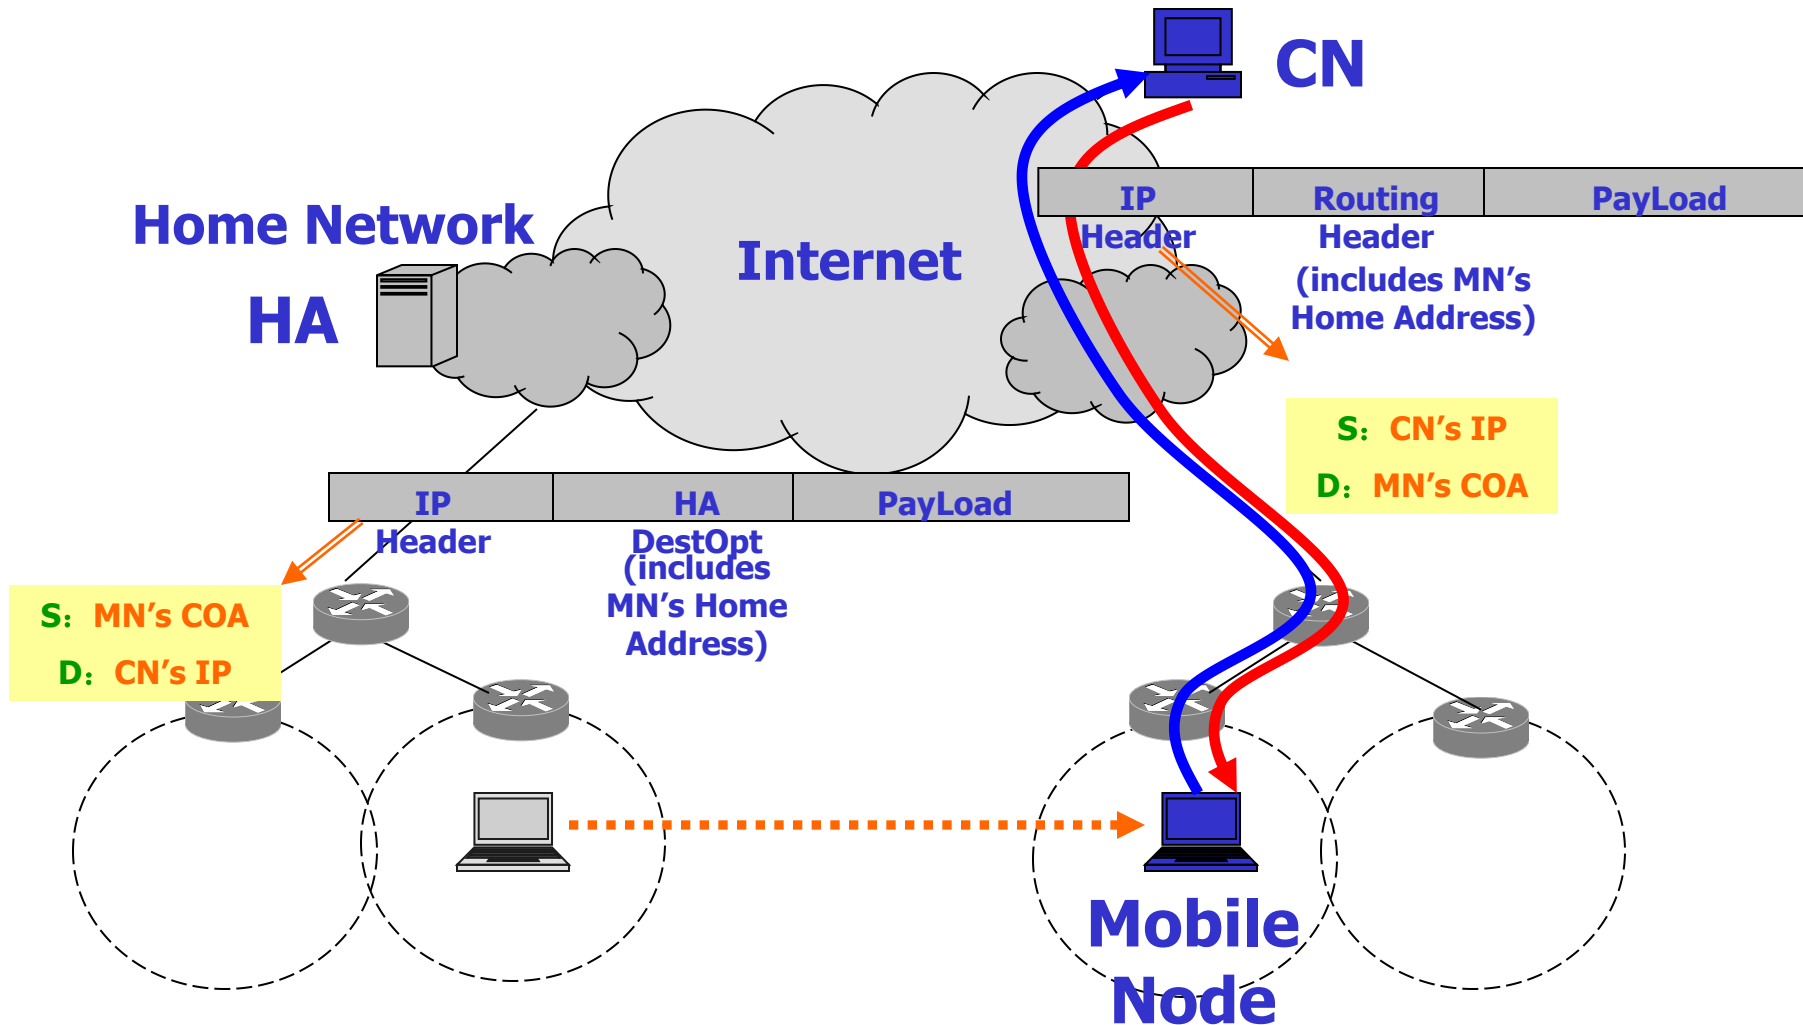 CN
IP
Header
Routing
Header
(includes MN’s
Home Address)
PayLoad
Home Network
HA
Internet
S：CN’s IP
D：MN’s COA
IP
Header
HA
DestOpt
(includes
MN’s Home
Address)
PayLoad
S：MN’s COA
D：CN’s IP
Mobile
Node